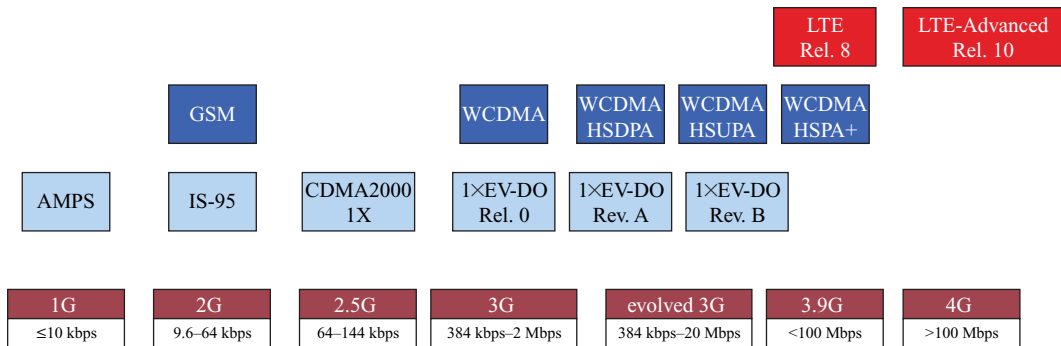 LTE
Rel. 8
LTE-Advanced
Rel. 10
GSM
WCDMA
WCDMA
HSDPA
WCDMA
HSUPA
WCDMA
HSPA+
AMPS
IS-95
CDMA2000
1X
1×EV-DO
Rel. 0
1×EV-DO
Rev. A
1×EV-DO
Rev. B
1G
≤10 kbps
2G
9.6–64 kbps
2.5G
64–144 kbps
3G
384 kbps–2 Mbps
evolved 3G
384 kbps–20 Mbps
3.9G
<100 Mbps
4G
>100 Mbps